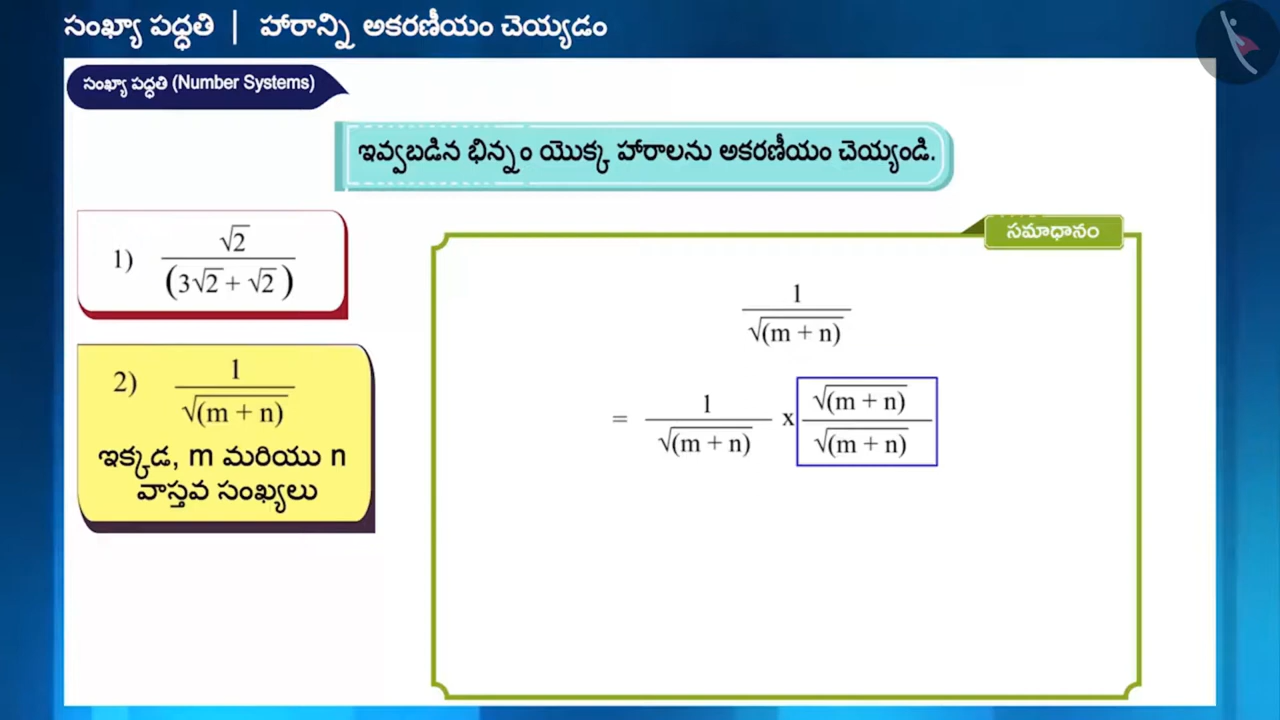 సంఖ్యా పద్ధతి | హారాన్ని అకరణీయం చెయ్యడం
సంఖ్యా పద్ధతి (Number Systems)
ఇవ్వబడిన భిన్నం యొక్క హారాలను అకరణీయం చెయ్యండి.
1) √2 / (3√2 + √2)
2) 1 / √(m + n)
ఇక్కడ, m మరియు n
వాస్తవ సంఖ్యలు
సమాధానం
1 / √(m + n)
= 1 / √(m + n) x √(m + n) / √(m + n)